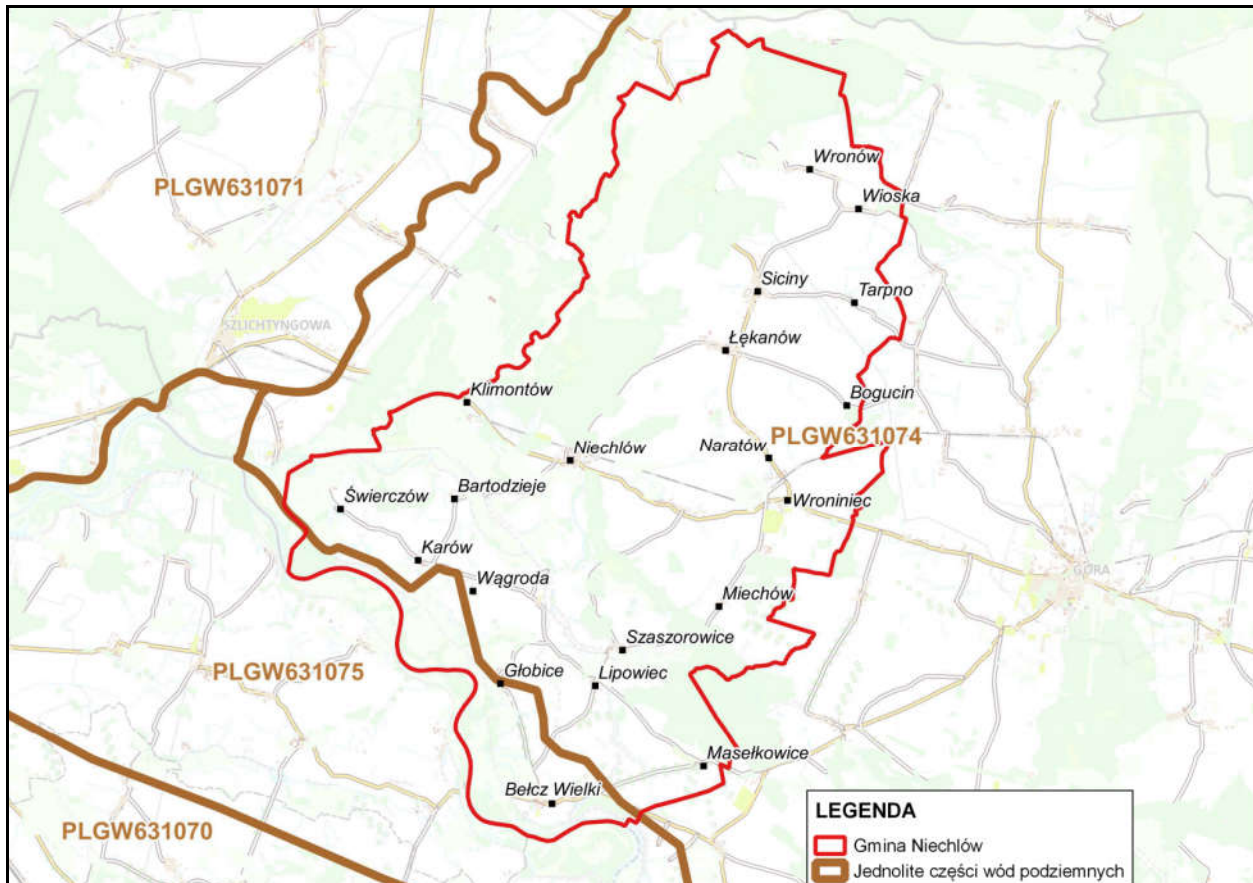 Wronów
PLGW631071
Wioska
Siciny
Tarpno
SZLICHTYNGOWA
Łękanów
Klimontów
Bogucin
PLGW631074
Niechlów
Naratów
Bartodzieje
Świerczów
Wroniniec
Karów
GÓRA
Wągroda
Miechów
Szaszorowice
PLGW631075
Głobice
Lipowiec
Masełkowice
Bełcz Wielki
PLGW631070
LEGENDA
Gmina Niechlów
Jednolite części wód podziemnych